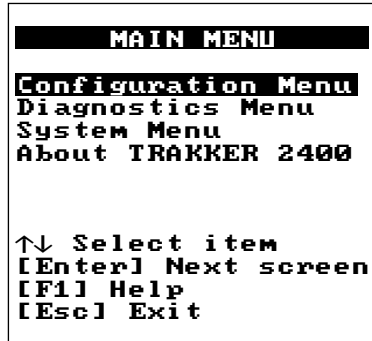 MAIN MENU
Configuration Menu
Diagnostics Menu
System Menu
About TRAKKER 2400
↑↓ Select item
[Enter] Next screen
[F1] Help
[Esc] Exit